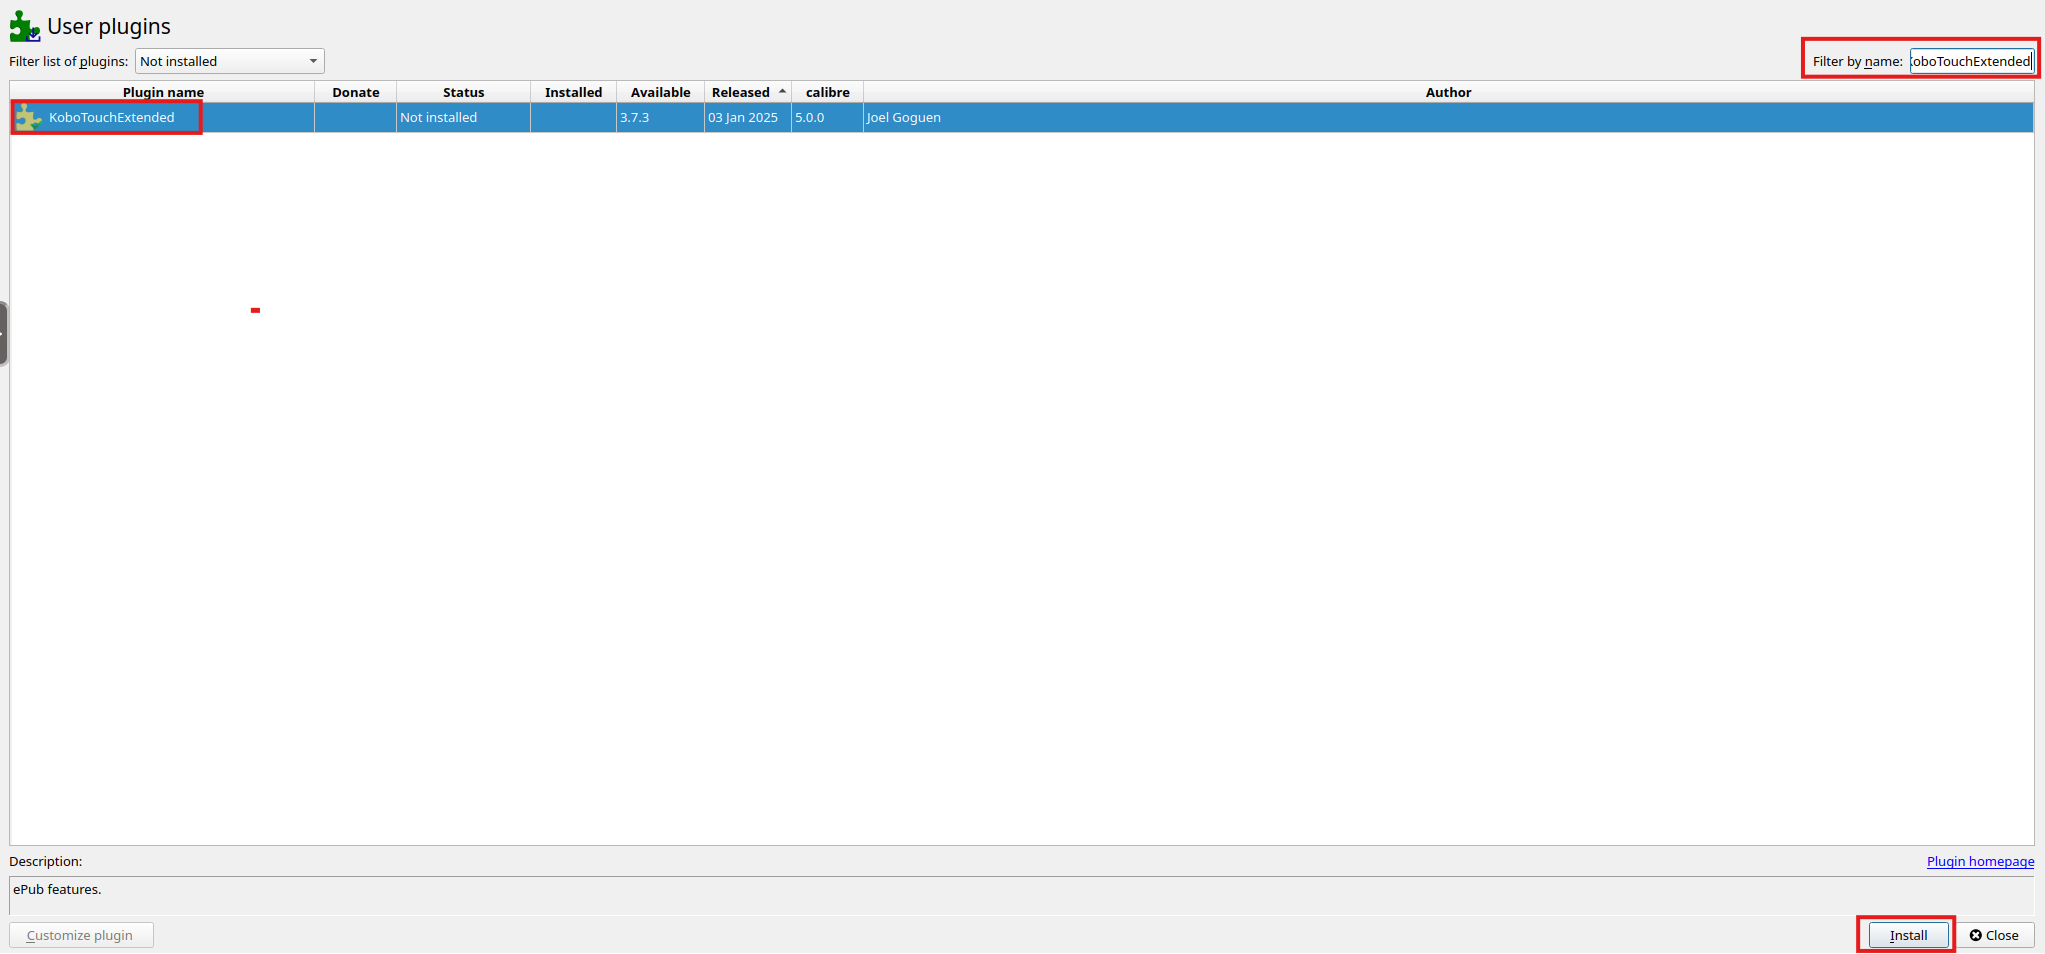 User plugins
Filter list of plugins: Not installed Filter by name: KoboTouchExtended
Plugin name Donate Status Installed Available Released calibre Author
KoboTouchExtended Not installed 3.7.3 03 Jan 2025 5.0.0 Joel Goguen
Description: Plugin homepage
ePub features.
Customize plugin Install Close